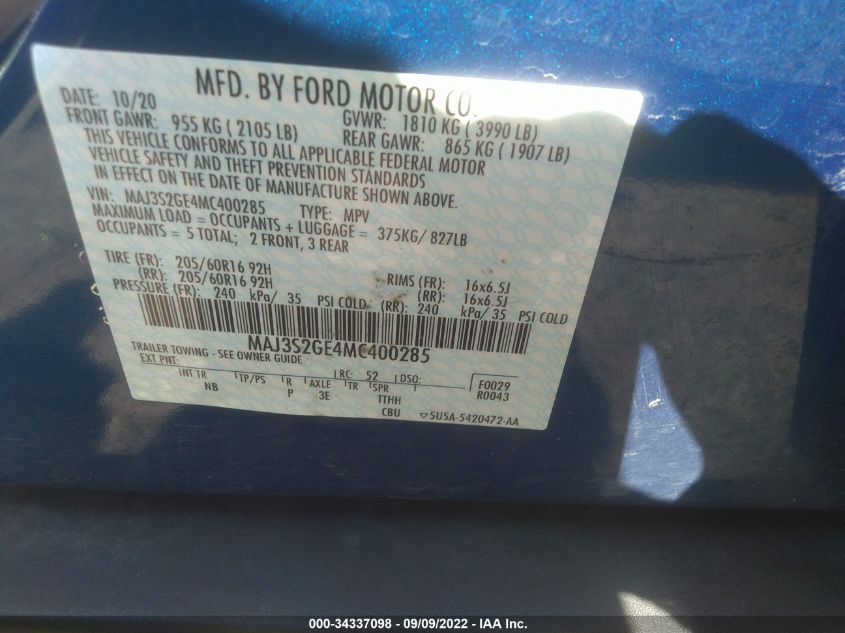 MFD. BY FORD MOTOR CO.
DATE: 10/20 GVWR: 1810 KG ( 3990 LB)
FRONT GAWR: 955 KG ( 2105 LB) REAR GAWR: 865 KG ( 1907 LB)
THIS VEHICLE CONFORMS TO ALL APPLICABLE FEDERAL MOTOR
VEHICLE SAFETY AND THEFT PREVENTION STANDARDS
IN EFFECT ON THE DATE OF MANUFACTURE SHOWN ABOVE.
VIN: MAJ3S2GE4MC400285 TYPE: MPV
MAXIMUM LOAD = OCCUPANTS + LUGGAGE = 375KG/ 827LB
OCCUPANTS = 5 TOTAL; 2 FRONT, 3 REAR
TIRE (FR): 205/60R16 92H RIMS (FR): 16x6.5J
(RR): 205/60R16 92H (RR): 16x6.5J
PRESSURE (FR): 240 kPa/ 35 PSI COLD (RR): 240 kPa/ 35 PSI COLD
MAJ3S2GE4MC400285
TRAILER TOWING - SEE OWNER GUIDE
EXT PNT: RC: 52 DSO: F0029
INT TR TP/PS R AXLE TR SPR R0043
NB P 3E TTHH
CBU ▽5U5A-5420472-AA
000-34337098 - 09/09/2022 - IAA Inc.